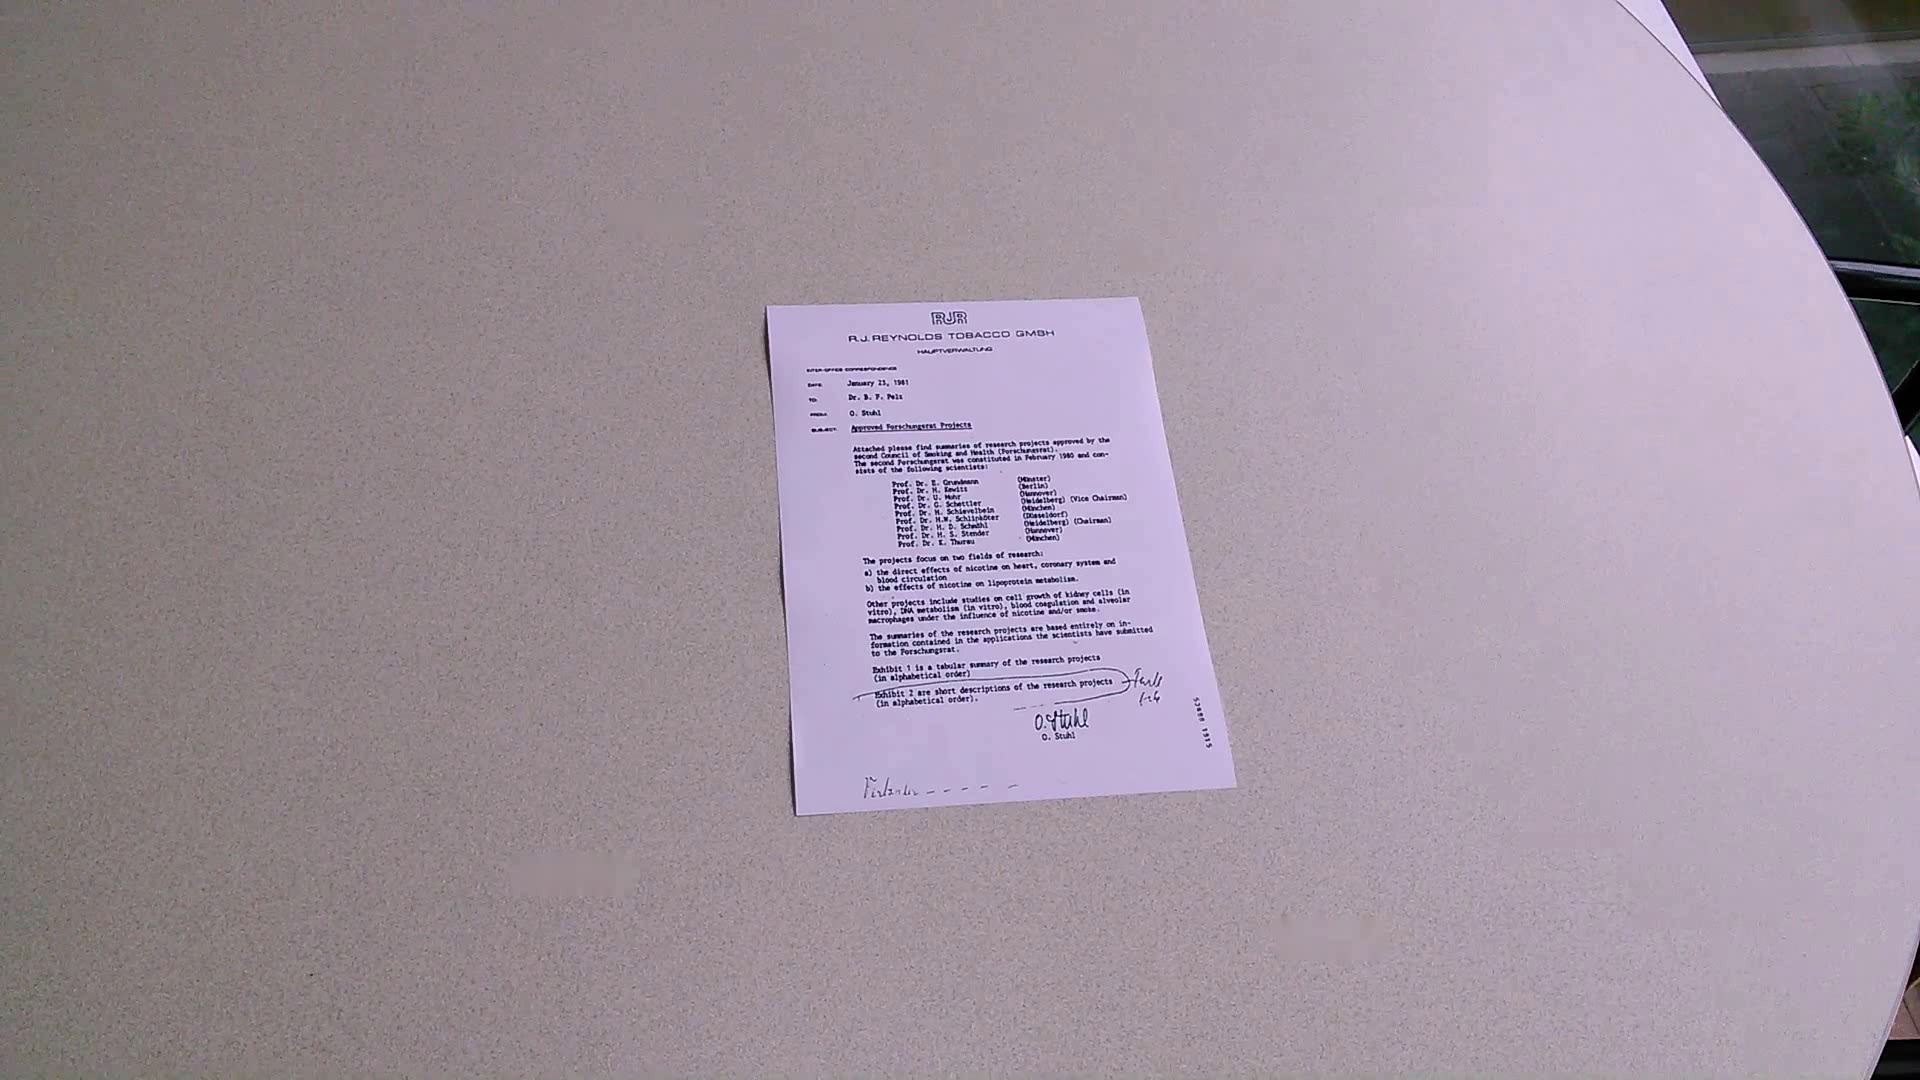 RJR
R.J. REYNOLDS TOBACCO GMBH
HAUPTVERWALTUNG
INTER-OFFICE CORRESPONDENCE
DATE: January 23, 1981
TO: Dr. B. F. Pelz
FROM: O. Stuhl
SUBJECT: Approved Forschungsrat Projects
Attached please find summaries of research projects approved by the
second Council of Smoking and Health (Forschungsrat).
The second Forschungsrat was constituted in February 1980 and con-
sists of the following scientists:
Prof. Dr. E. Grundmann (Münster)
Prof. Dr. H. Kewitz (Berlin)
Prof. Dr. U. Mohr (Hannover)
Prof. Dr. G. Schettler (Heidelberg) (Vice Chairman)
Prof. Dr. H. Schievelbein (München)
Prof. Dr. H.W. Schlipköter (Düsseldorf)
Prof. Dr. H. D. Schmähl (Heidelberg) (Chairman)
Prof. Dr. H. S. Stender (Hannover)
Prof. Dr. K. Thurau (München)
The projects focus on two fields of research:
a) the direct effects of nicotine on heart, coronary system and
blood circulation
b) the effects of nicotine on lipoprotein metabolism.
Other projects include studies on cell growth of kidney cells (in
vitro), DNA metabolism (in vitro), blood coagulation and alveolar
macrophages under the influence of nicotine and/or smoke.
The summaries of the research projects are based entirely on in-
formation contained in the applications the scientists have submitted
to the Forschungsrat.
Exhibit 1 is a tabular summary of the research projects
(in alphabetical order)
Exhibit 2 are short descriptions of the research projects
(in alphabetical order).
O. Stuhl
O. Stuhl